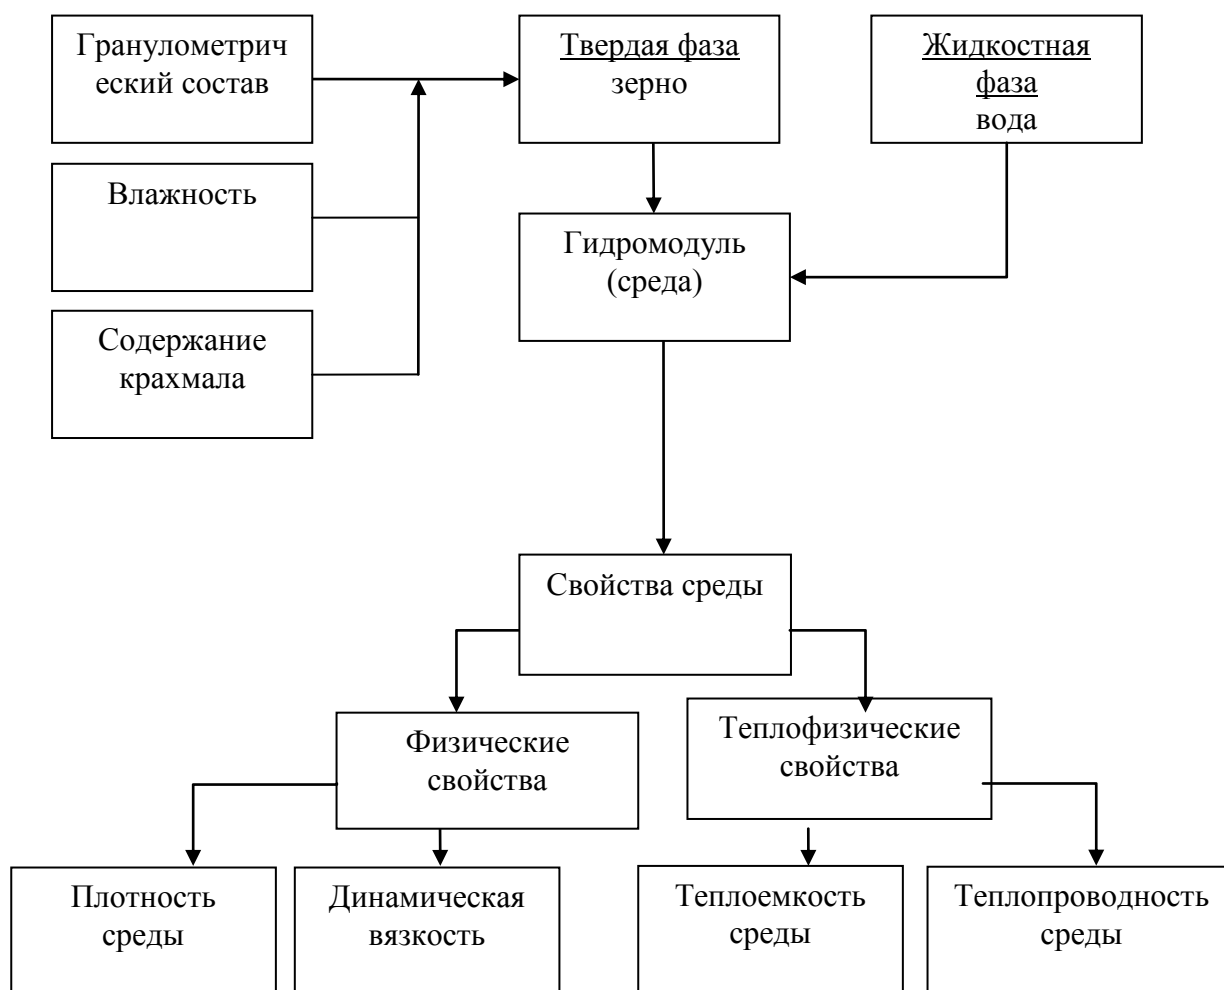 Гранулометрич
еский состав
Твердая фаза
зерно
Жидкостная
фаза
вода
Влажность
Гидромодуль
(среда)
Содержание
крахмала
Свойства среды
Физические
свойства
Теплофизические
свойства
Плотность
среды
Динамическая
вязкость
Теплоемкость
среды
Теплопроводность
среды